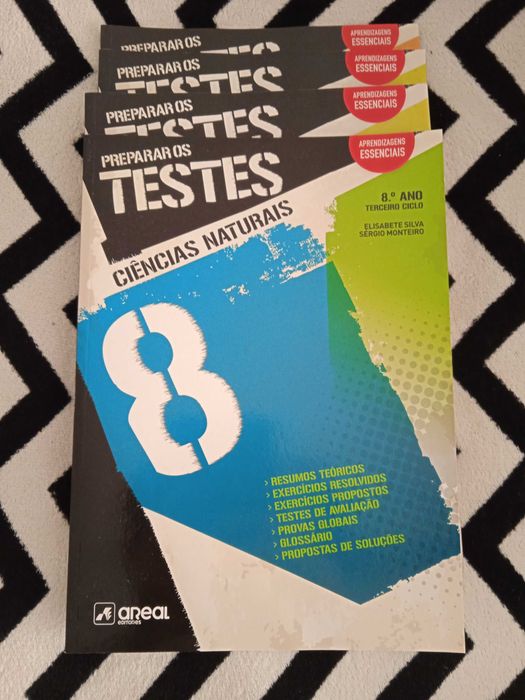 PREPARAR OS
APRENDIZAGENS
ESSENCIAIS
PREPARAR OS
TESTES
APRENDIZAGENS
ESSENCIAIS
PREPARAR OS
TESTES
APRENDIZAGENS
ESSENCIAIS
PREPARAR OS
TESTES
APRENDIZAGENS
ESSENCIAIS
8.º ANO
TERCEIRO CICLO
ELISABETE SILVA
SÉRGIO MONTEIRO
CIÊNCIAS NATURAIS
8
> RESUMOS TEÓRICOS
> EXERCÍCIOS RESOLVIDOS
> EXERCÍCIOS PROPOSTOS
> TESTES DE AVALIAÇÃO
> PROVAS GLOBAIS
> GLOSSÁRIO
> PROPOSTAS DE SOLUÇÕES
areal
editores